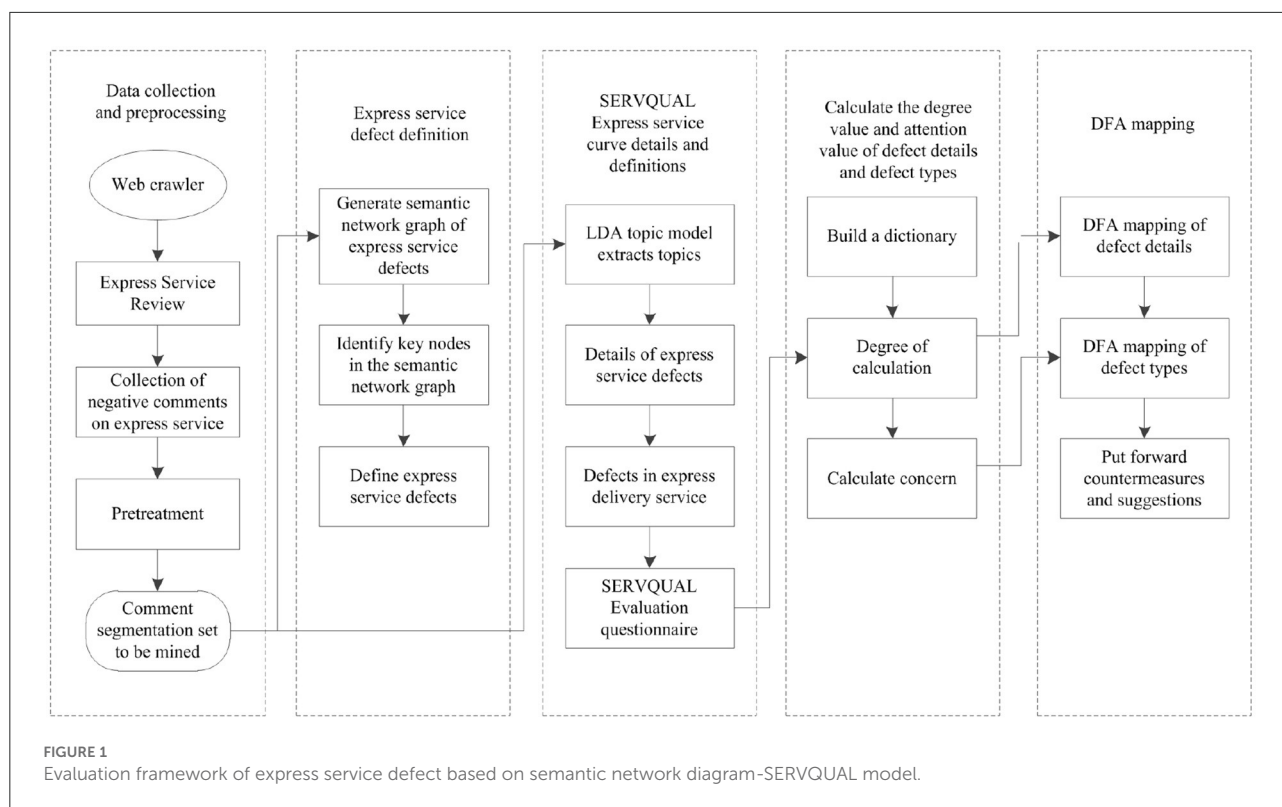 Data collection
and preprocessing
Web crawler
Express Service
Review
Collection of
negative comments
on express service
Pretreatment
Comment
segmentation set
to be mined
Express service
defect definition
Generate semantic
network graph of
express service
defects
Identify key nodes
in the semantic
network graph
Define express
service defects
SERVQUAL
Express service
curve details and
definitions
LDA topic model
extracts topics
Details of express
service defects
Defects in express
delivery service
SERVQUAL
Evaluation
questionnaire
Calculate the degree
value and attention
value of defect details
and defect types
Build a dictionary
Degree of
calculation
Calculate concern
DFA mapping
DFA mapping of
defect details
DFA mapping of
defect types
Put forward
countermeasures
and suggestions
FIGURE 1
Evaluation framework of express service defect based on semantic network diagram-SERVQUAL model.